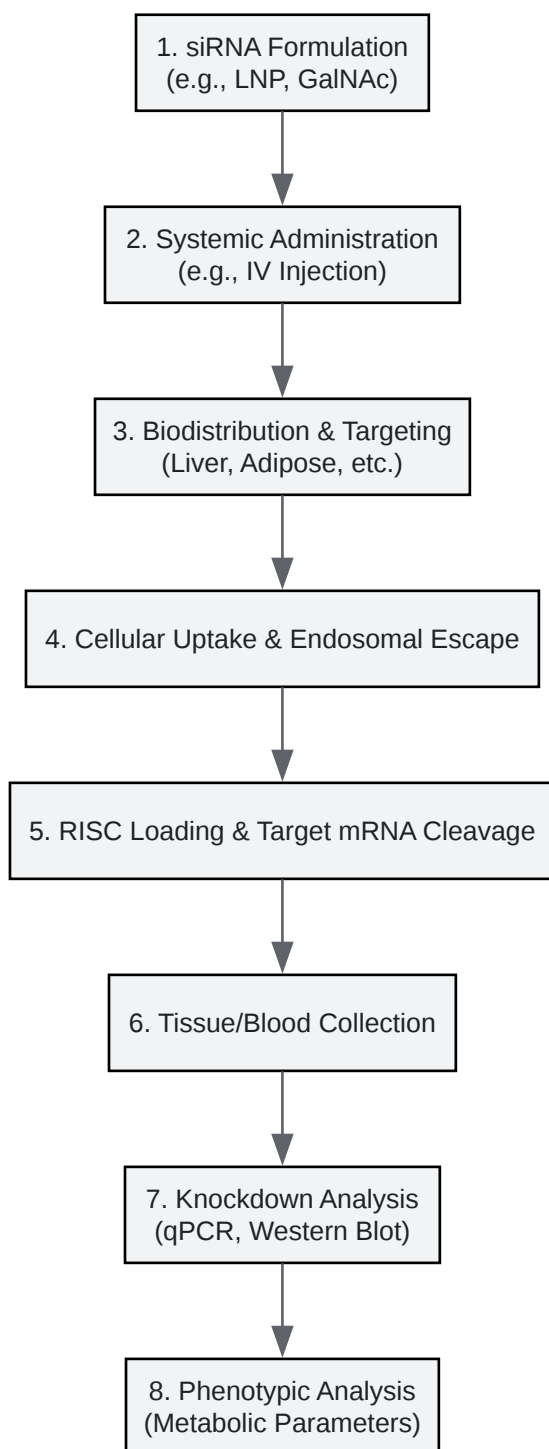 1. siRNA Formulation
(e.g., LNP, GalNAc)
2. Systemic Administration
(e.g., IV Injection)
3. Biodistribution & Targeting
(Liver, Adipose, etc.)
4. Cellular Uptake & Endosomal Escape
5. RISC Loading & Target mRNA Cleavage
6. Tissue/Blood Collection
7. Knockdown Analysis
(qPCR, Western Blot)
8. Phenotypic Analysis
(Metabolic Parameters)